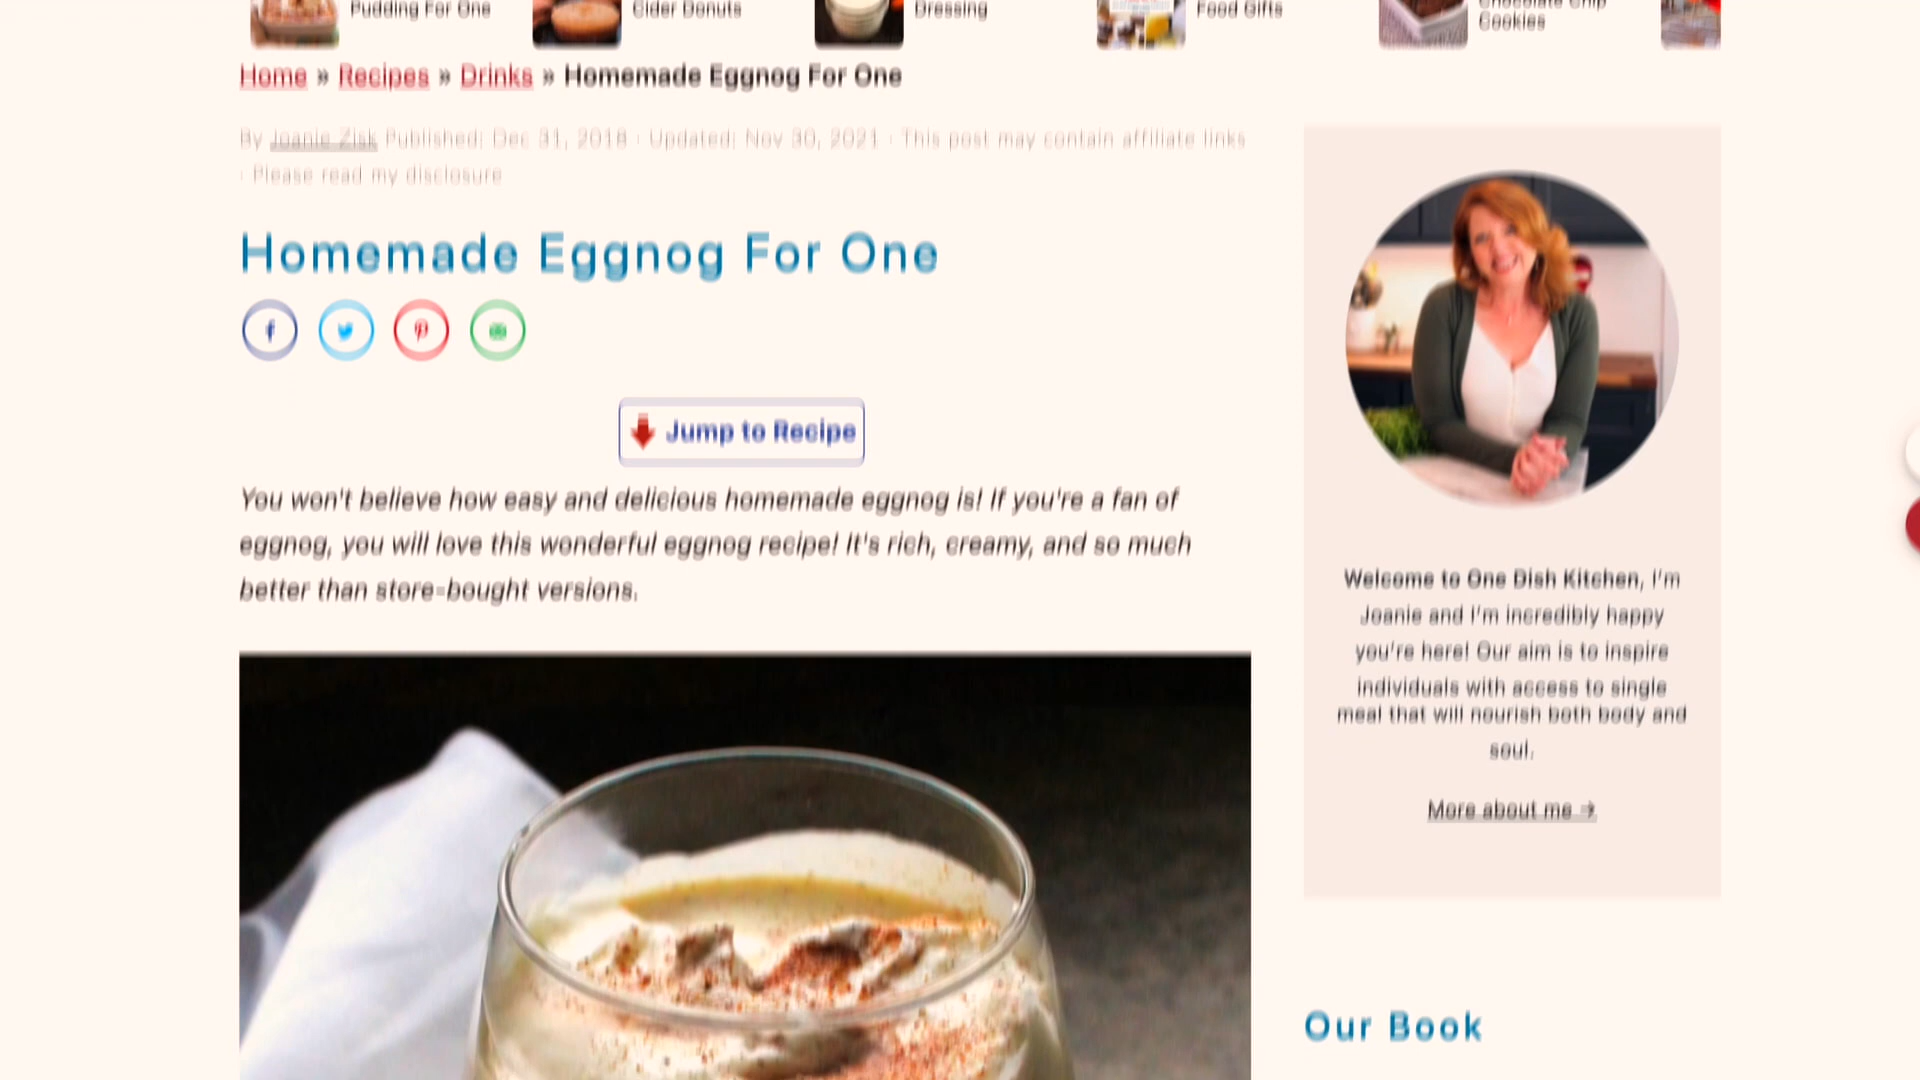 Pudding For One
Cider Donuts
Dressing
Food Gifts
Chocolate Chip
Cookies
Home » Recipes » Drinks » Homemade Eggnog For One
By Joanie Zisk Published: Dec 31, 2018 · Updated: Nov 30, 2021 · This post may contain affiliate links
· Please read my disclosure
Homemade Eggnog For One
Jump to Recipe
You won't believe how easy and delicious homemade eggnog is! If you're a fan of
eggnog, you will love this wonderful eggnog recipe! It's rich, creamy, and so much
better than store-bought versions.
Welcome to One Dish Kitchen, I'm
Joanie and I'm incredibly happy
you're here! Our aim is to inspire
individuals with access to single
meal that will nourish both body and
soul.
More about me →
Our Book